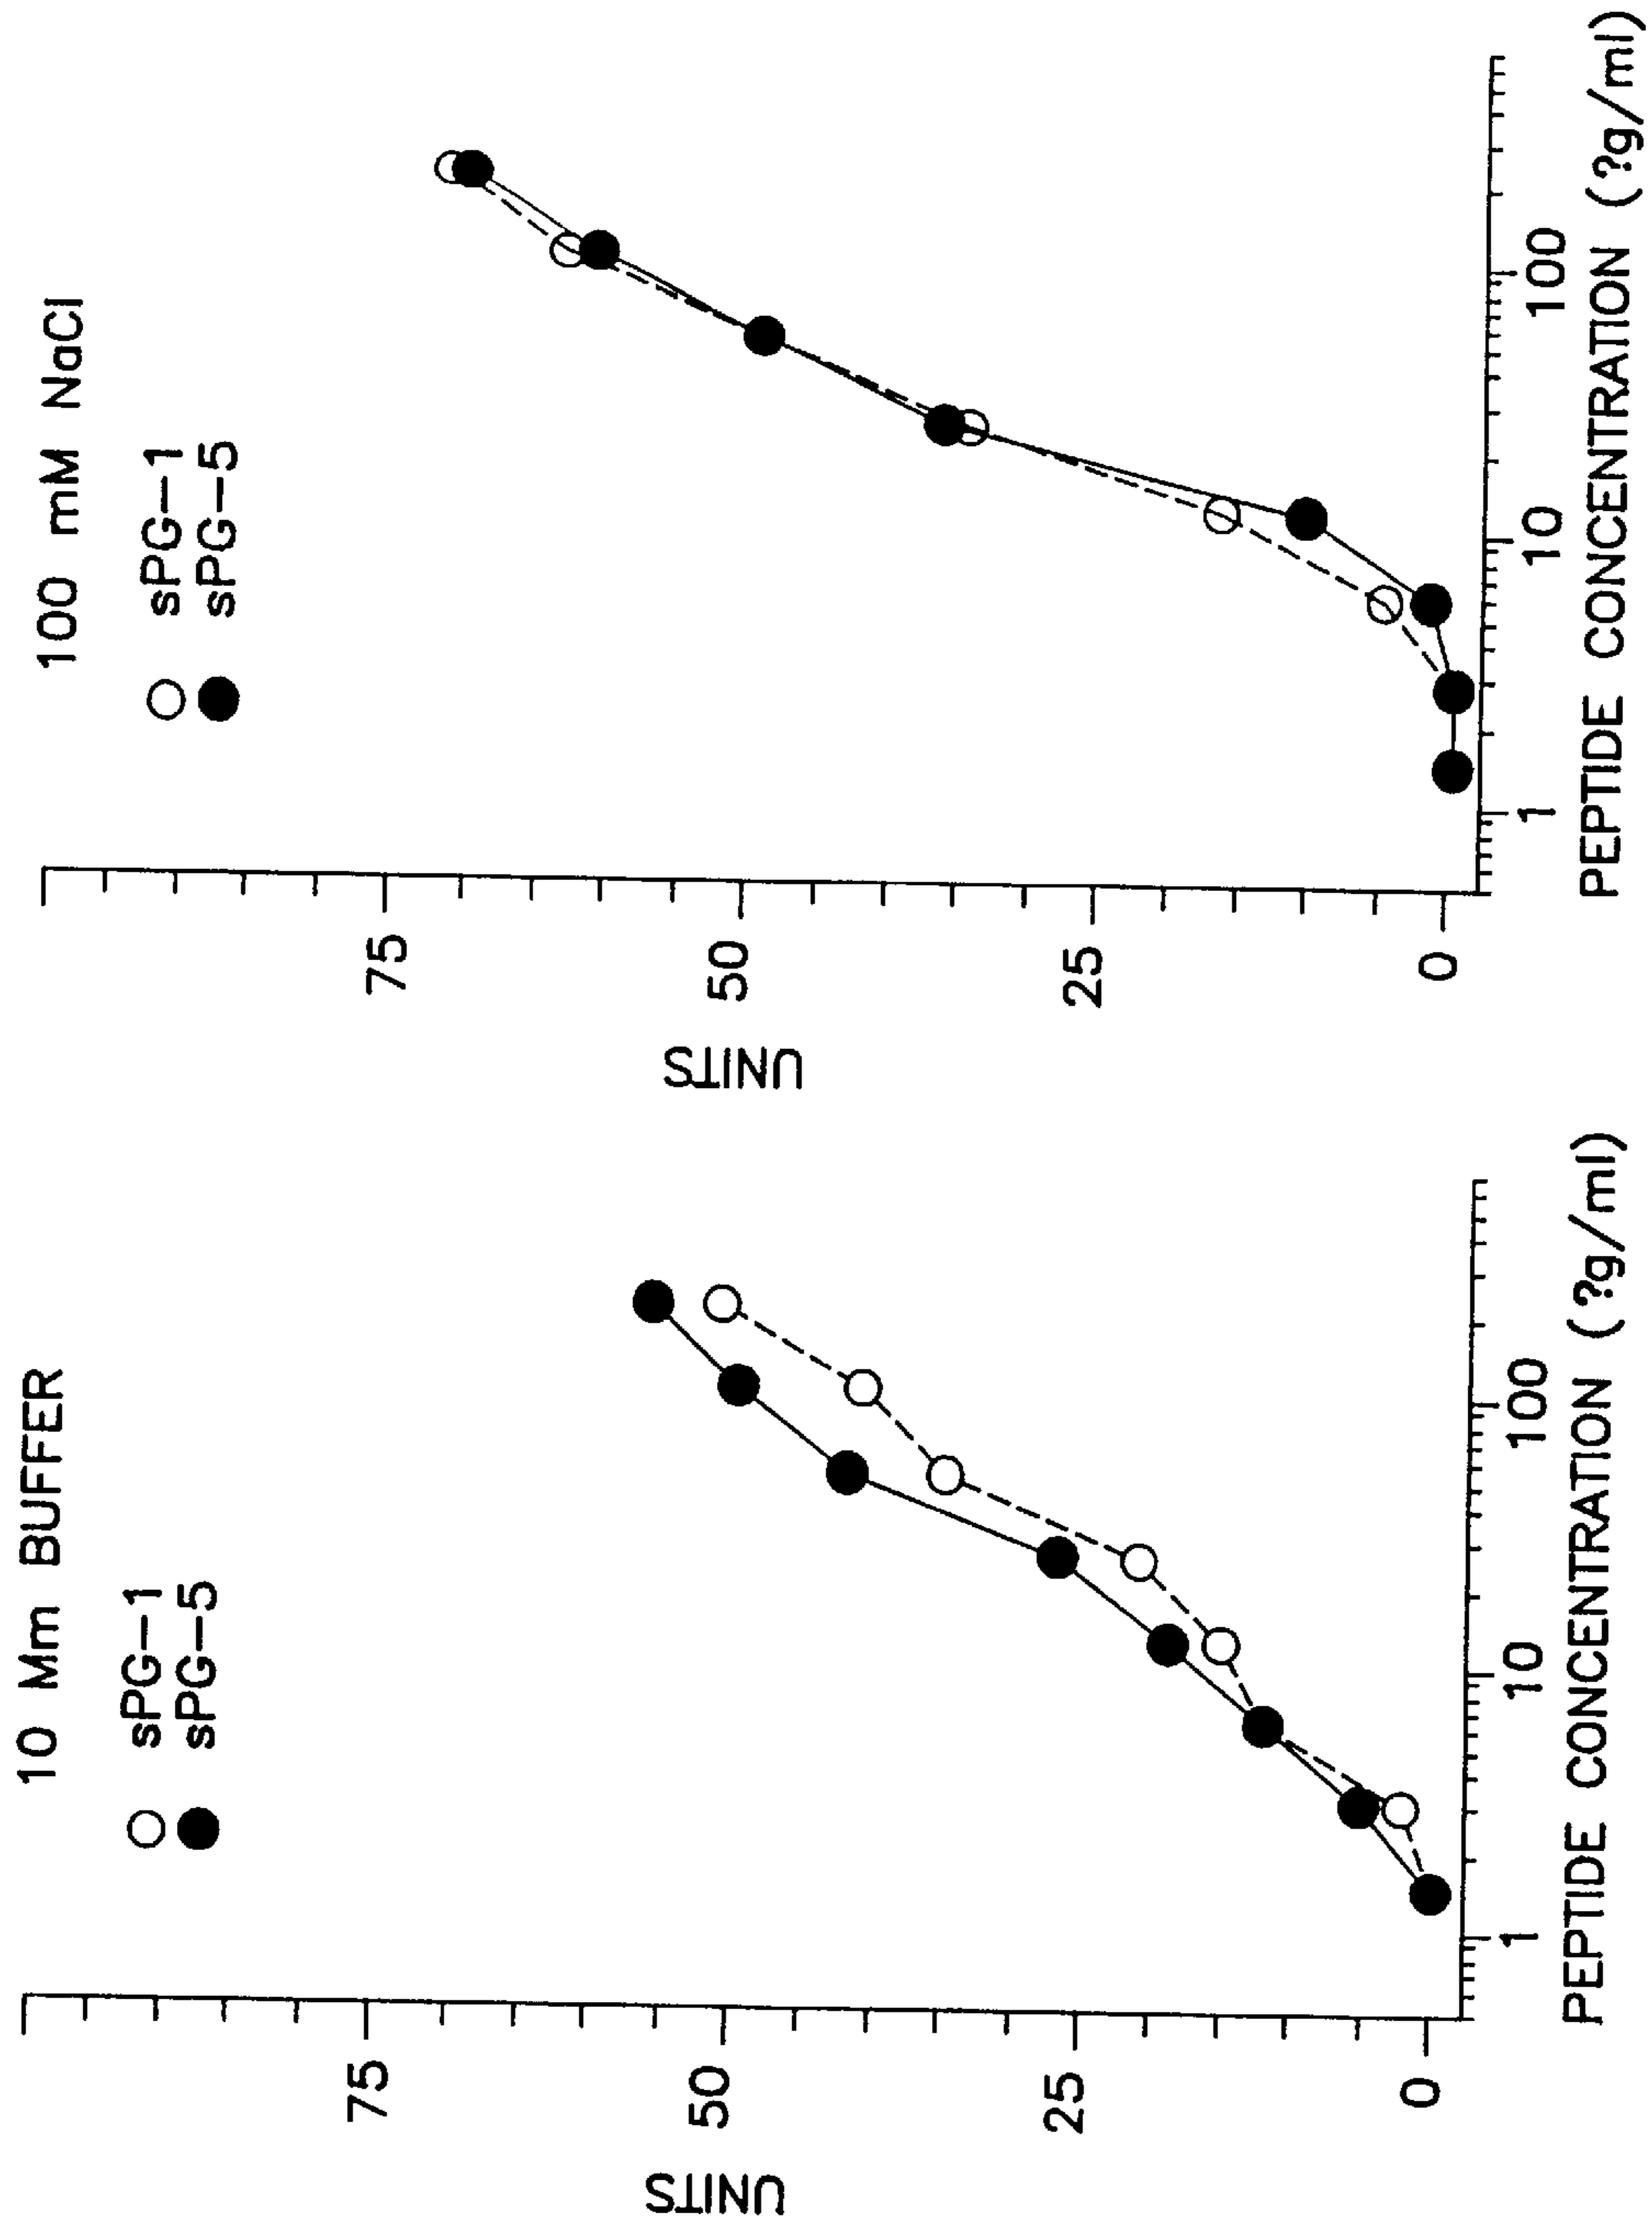 10 Mm BUFFER
sPG-1
sPG-5
UNITS
75
50
25
0
1
10
100
PEPTIDE CONCENTRATION (?g/ml)
100 mM NaCl
sPG-1
sPG-5
UNITS
75
50
25
0
1
10
100
PEPTIDE CONCENTRATION (?g/ml)